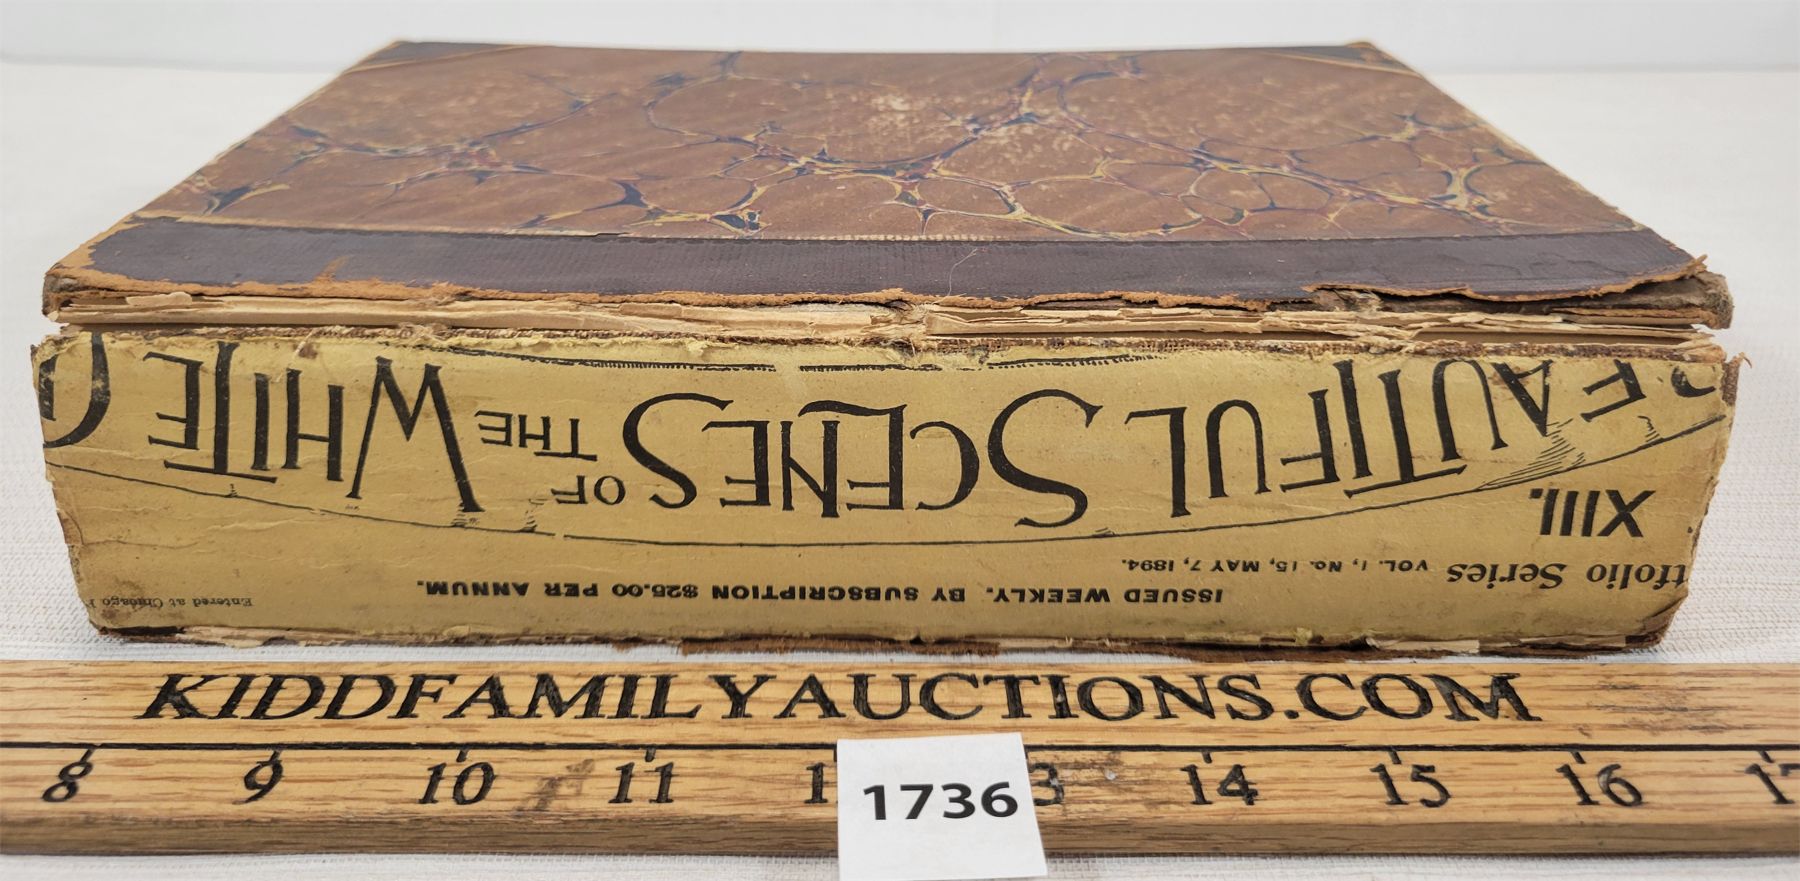 tfolio Series VOL. 1, No. 15, MAY 7, 1894.
ISSUED WEEKLY. BY SUBSCRIPTION $25.00 PER ANNUM.
Entered at Chicago
XIII.
EAUTIFUL SCENES OF THE WHITE
KIDDFAMILYAUCTIONS.COM
8 9 10 11 1 3 14 15 16 17
1736